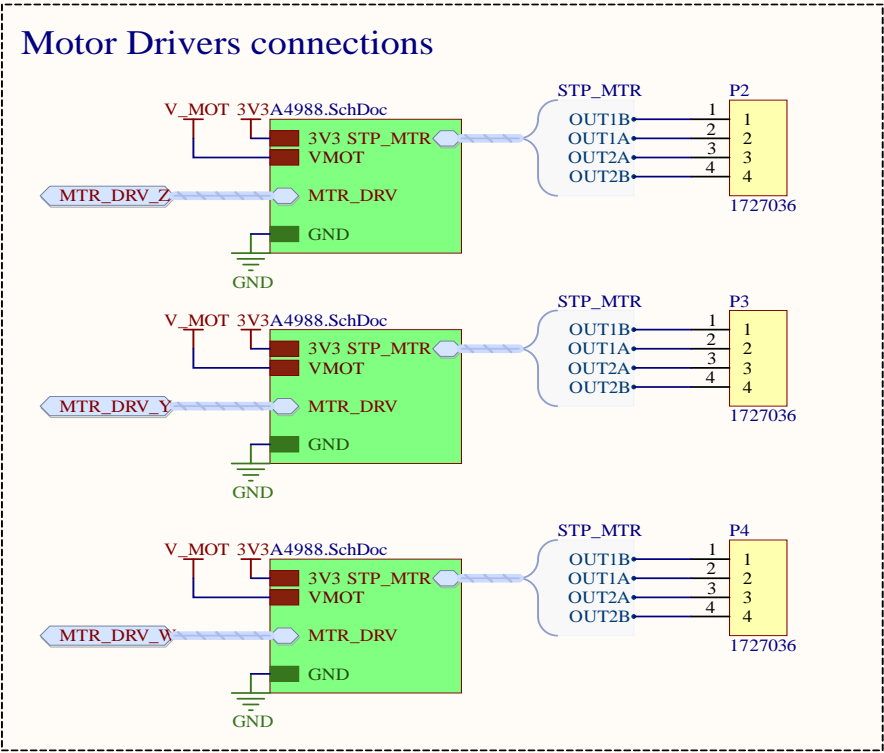 Motor Drivers connections
STP_MTR P2
V_MOT 3V3 A4988.SchDoc
OUT1B 1 1
3V3 STP_MTR OUT1A 2 2
VMOT OUT2A 3 3
OUT2B 4 4
MTR_DRV_Z MTR_DRV
1727036
GND
GND
STP_MTR P3
V_MOT 3V3 A4988.SchDoc
OUT1B 1 1
3V3 STP_MTR OUT1A 2 2
VMOT OUT2A 3 3
OUT2B 4 4
MTR_DRV_Y MTR_DRV
1727036
GND
GND
STP_MTR P4
V_MOT 3V3 A4988.SchDoc
OUT1B 1 1
3V3 STP_MTR OUT1A 2 2
VMOT OUT2A 3 3
OUT2B 4 4
MTR_DRV_W MTR_DRV
1727036
GND
GND